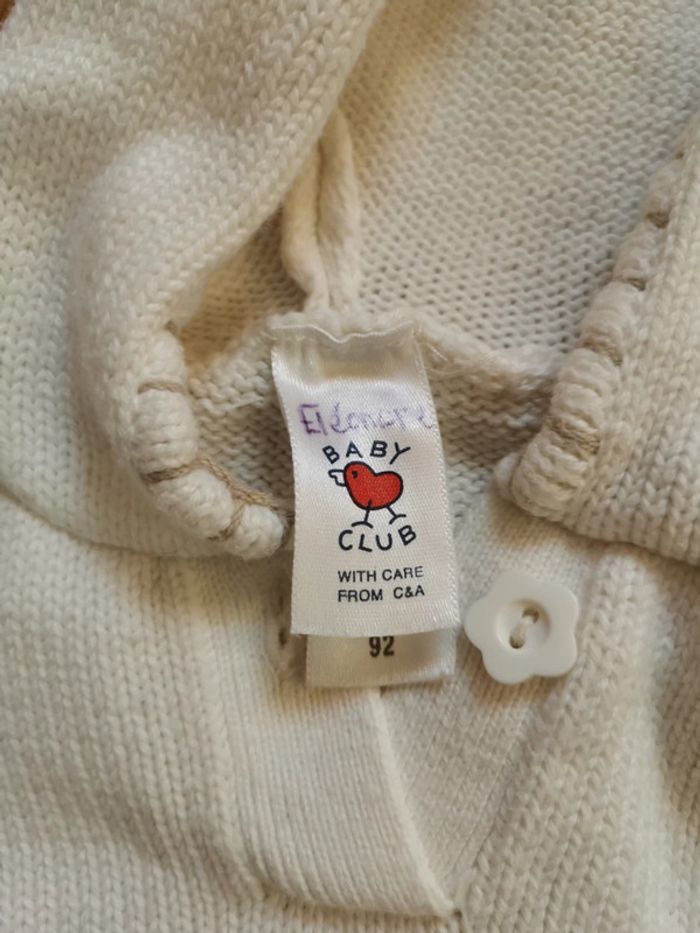 Eléonore
BABY
CLUB
WITH CARE
FROM C&A
92